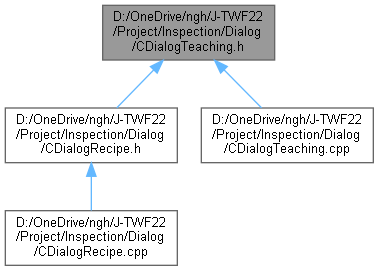 D:/OneDrive/ngh/J-TWF22
/Project/Inspection/Dialog
/CDialogTeaching.h
D:/OneDrive/ngh/J-TWF22
/Project/Inspection/Dialog
/CDialogRecipe.h
D:/OneDrive/ngh/J-TWF22
/Project/Inspection/Dialog
/CDialogTeaching.cpp
D:/OneDrive/ngh/J-TWF22
/Project/Inspection/Dialog
/CDialogRecipe.cpp